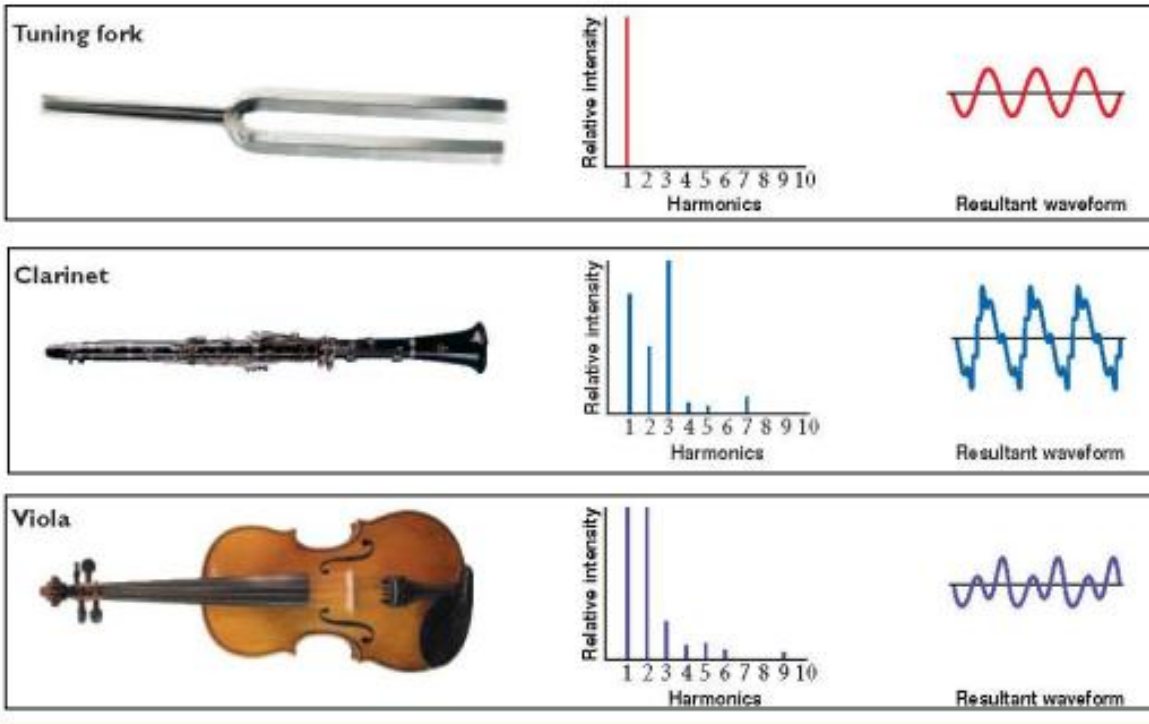 Tuning fork
Relative intensity
1 2 3 4 5 6 7 8 9 10
Harmonics
Resultant waveform
Clarinet
Relative intensity
1 2 3 4 5 6 7 8 9 10
Harmonics
Resultant waveform
Viola
Relative intensity
1 2 3 4 5 6 7 8 9 10
Harmonics
Resultant waveform